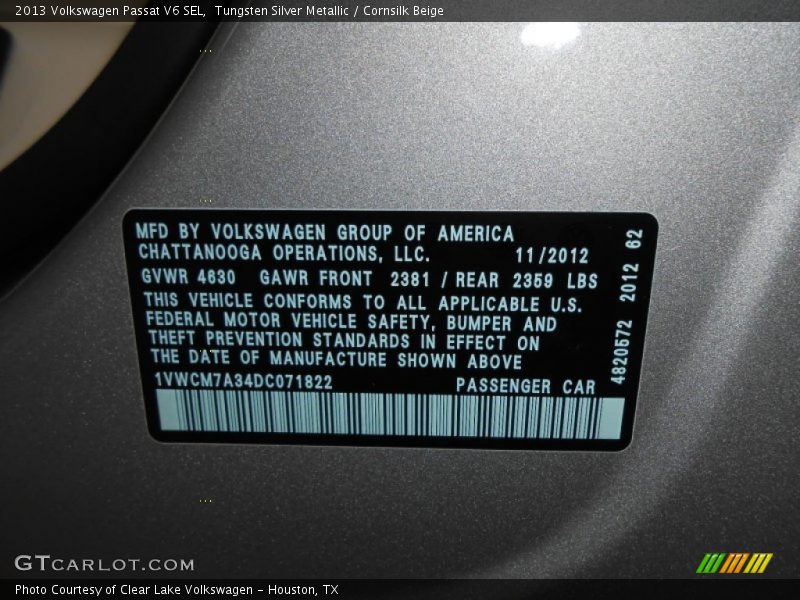 2013 Volkswagen Passat V6 SEL,  Tungsten Silver Metallic / Cornsilk Beige
MFD BY VOLKSWAGEN GROUP OF AMERICA
CHATTANOOGA OPERATIONS, LLC. 11/2012
GVWR 4630 GAWR FRONT 2381 / REAR 2359 LBS
THIS VEHICLE CONFORMS TO ALL APPLICABLE U.S.
FEDERAL MOTOR VEHICLE SAFETY, BUMPER AND
THEFT PREVENTION STANDARDS IN EFFECT ON
THE DATE OF MANUFACTURE SHOWN ABOVE
1VWCM7A34DC071822 PASSENGER CAR
4820572 2012 62
GTCARLOT.COM
Photo Courtesy of Clear Lake Volkswagen – Houston, TX